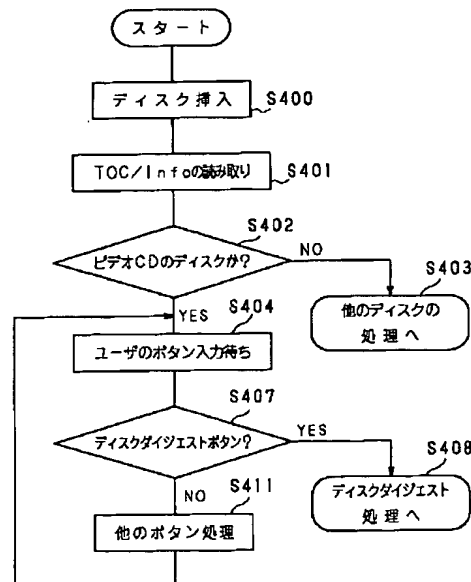 スタート
ディスク挿入
S400
TOC/Infoの読み取り
S401
S402
ビデオCDのディスクか?
NO
S403
YES
他のディスクの
処理へ
S404
ユーザのボタン入力待ち
S407
ディスクダイジェストボタン?
YES
S408
NO
ディスクダイジェスト
処理へ
S411
他のボタン処理